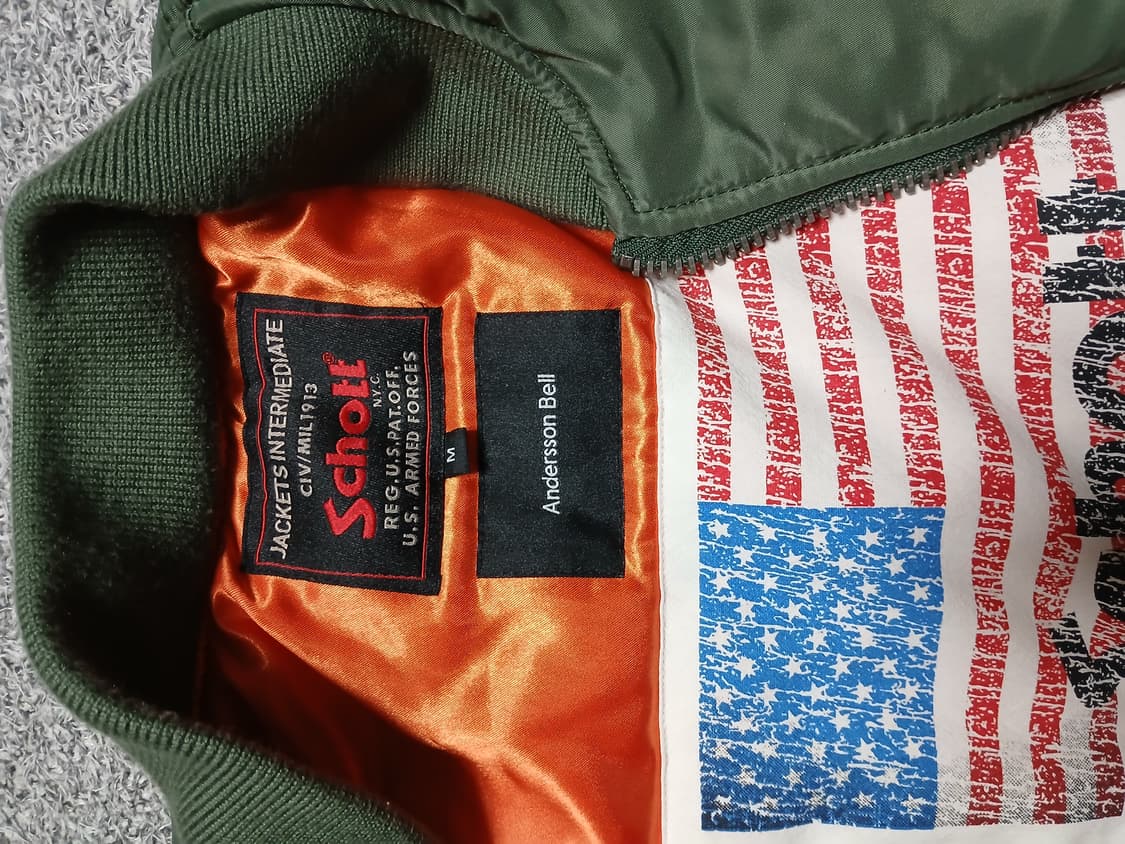 JACKETS INTERMEDIATE
CIV/MIL1913
Schott®
N.Y.C.
REG.U.S.PAT.OFF.
U.S. ARMED FORCES
M
Andersson Bell